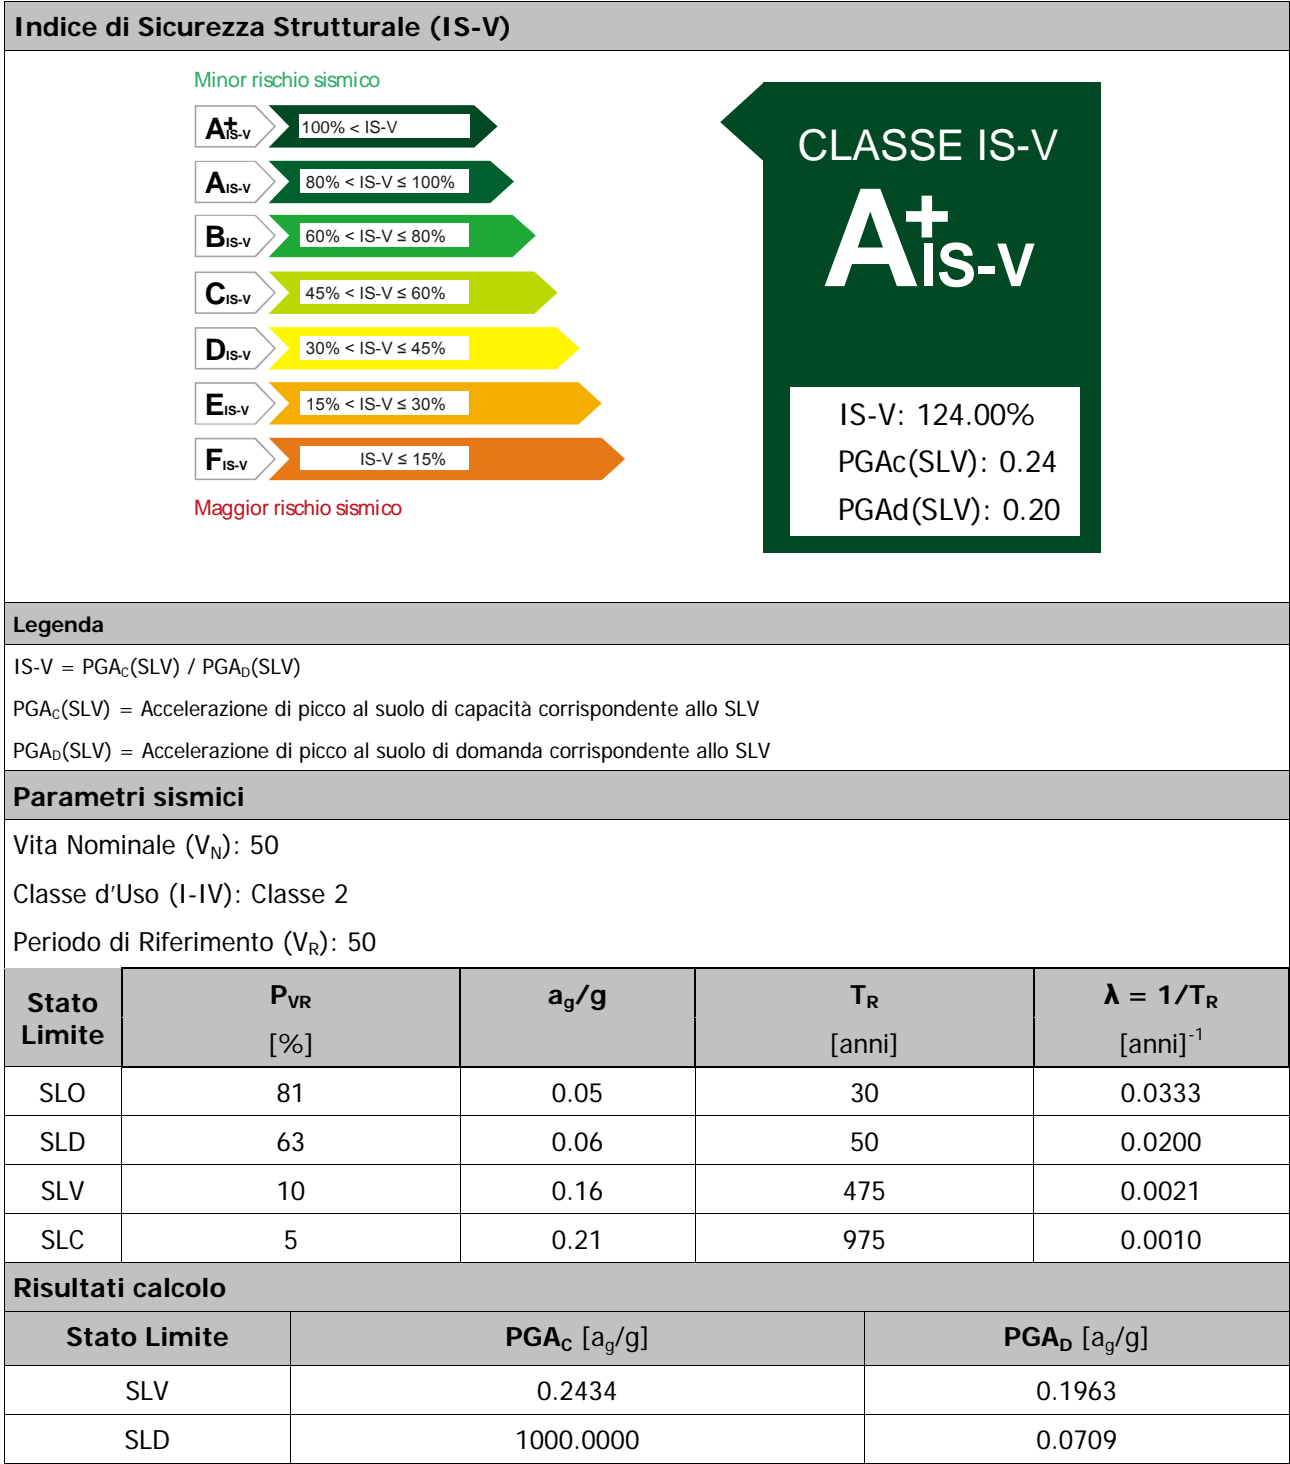 Indice di Sicurezza Strutturale (IS-V)
Minor rischio sismico
A+IS-V 100% < IS-V
AIS-V 80% < IS-V ≤ 100%
BIS-V 60% < IS-V ≤ 80%
CIS-V 45% < IS-V ≤ 60%
DIS-V 30% < IS-V ≤ 45%
EIS-V 15% < IS-V ≤ 30%
FIS-V IS-V ≤ 15%
Maggior rischio sismico
CLASSE IS-V
A+IS-V
IS-V: 124.00%
PGAc(SLV): 0.24
PGAd(SLV): 0.20
Legenda
IS-V = PGAC(SLV) / PGAD(SLV)
PGAC(SLV) = Accelerazione di picco al suolo di capacità corrispondente allo SLV
PGAD(SLV) = Accelerazione di picco al suolo di domanda corrispondente allo SLV
Parametri sismici
Vita Nominale (VN): 50
Classe d'Uso (I-IV): Classe 2
Periodo di Riferimento (VR): 50
Stato Limite PVR [%] ag/g TR [anni] λ = 1/TR [anni]-1
SLO 81 0.05 30 0.0333
SLD 63 0.06 50 0.0200
SLV 10 0.16 475 0.0021
SLC 5 0.21 975 0.0010
Risultati calcolo
Stato Limite PGAC [ag/g] PGAD [ag/g]
SLV 0.2434 0.1963
SLD 1000.0000 0.0709